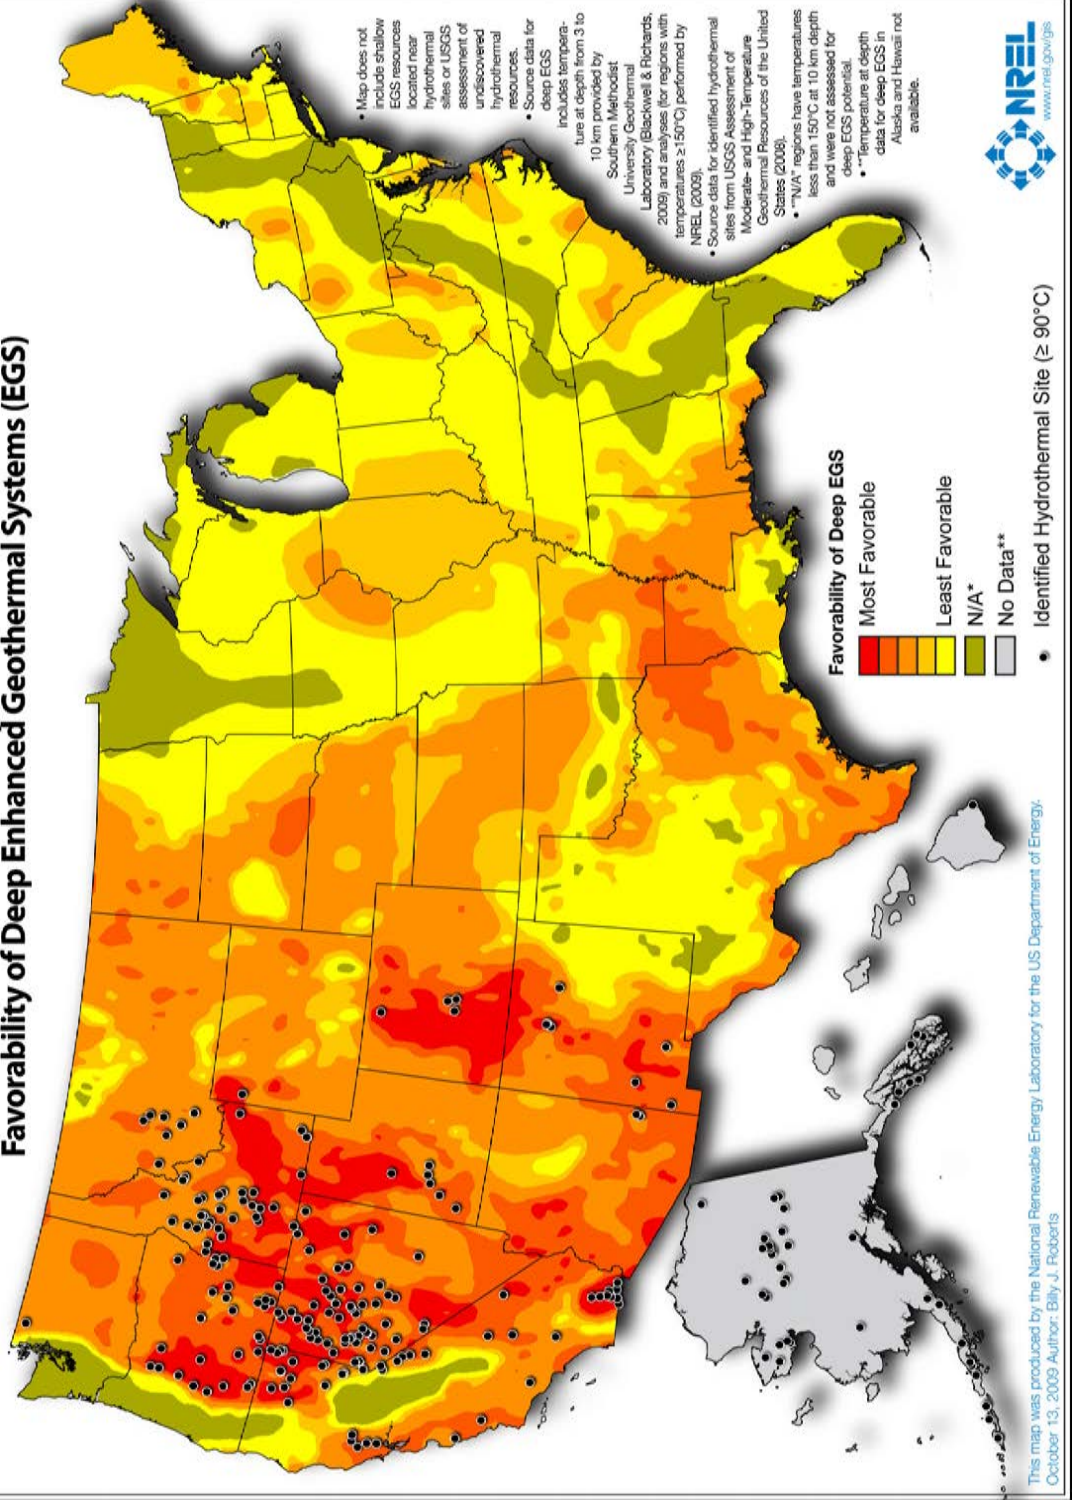 Favorability of Deep Enhanced Geothermal Systems (EGS)
• Map does not
include shallow
EGS resources
located near
hydrothermal
sites or USGS
assessment of
undiscovered
hydrothermal
resources.
• Source data for
deep EGS
includes tempera-
ture at depth from 3 to
10 km provided by
Southern Methodist
University Geothermal
Laboratory (Blackwell & Richards,
2009) and analyses (for regions with
temperatures ≥150°C) performed by
NREL (2009).
• Source data for identified hydrothermal
sites from USGS Assessment of
Moderate- and High-Temperature
Geothermal Resources of the United
States (2008).
• *"N/A" regions have temperatures
less than 150°C at 10 km depth
and were not assessed for
deep EGS potential.
• **Temperature at depth
data for deep EGS in
Alaska and Hawaii not
available.
Favorability of Deep EGS
Most Favorable
Least Favorable
N/A*
No Data**
Identified Hydrothermal Site (≥ 90°C)
This map was produced by the National Renewable Energy Laboratory for the US Department of Energy.
October 13, 2009 Author: Billy J. Roberts
NREL
www.nrel.gov/gis